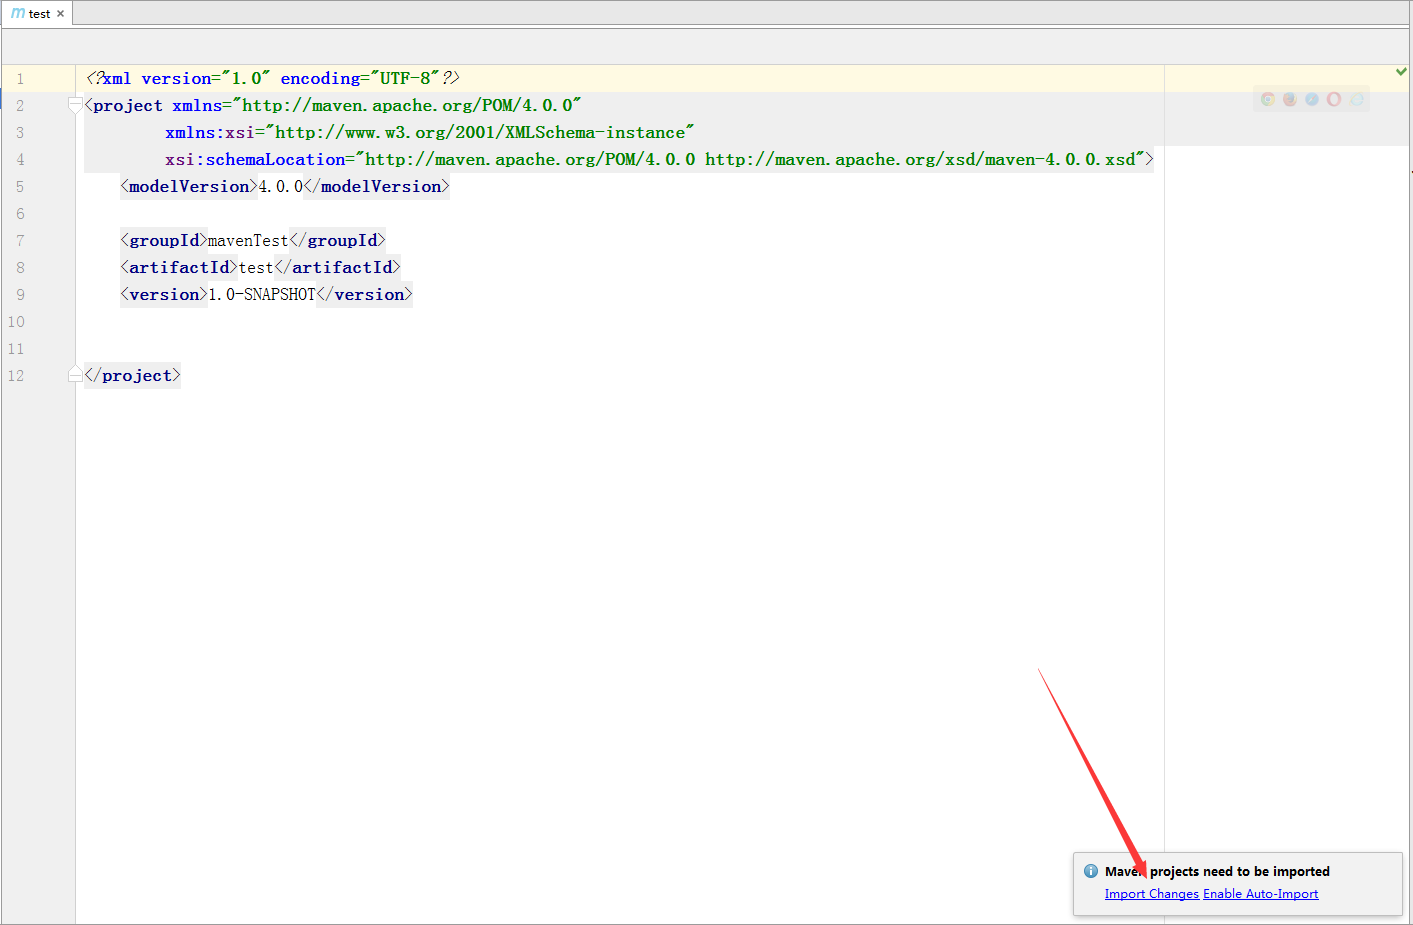 m test ×
1 <?xml version="1.0" encoding="UTF-8"?>
2 <project xmlns="http://maven.apache.org/POM/4.0.0"
3 xmlns:xsi="http://www.w3.org/2001/XMLSchema-instance"
4 xsi:schemaLocation="http://maven.apache.org/POM/4.0.0 http://maven.apache.org/xsd/maven-4.0.0.xsd">
5 <modelVersion>4.0.0</modelVersion>
6
7 <groupId>mavenTest</groupId>
8 <artifactId>test</artifactId>
9 <version>1.0-SNAPSHOT</version>
10
11
12 </project>
Maven projects need to be imported
Import Changes Enable Auto-Import